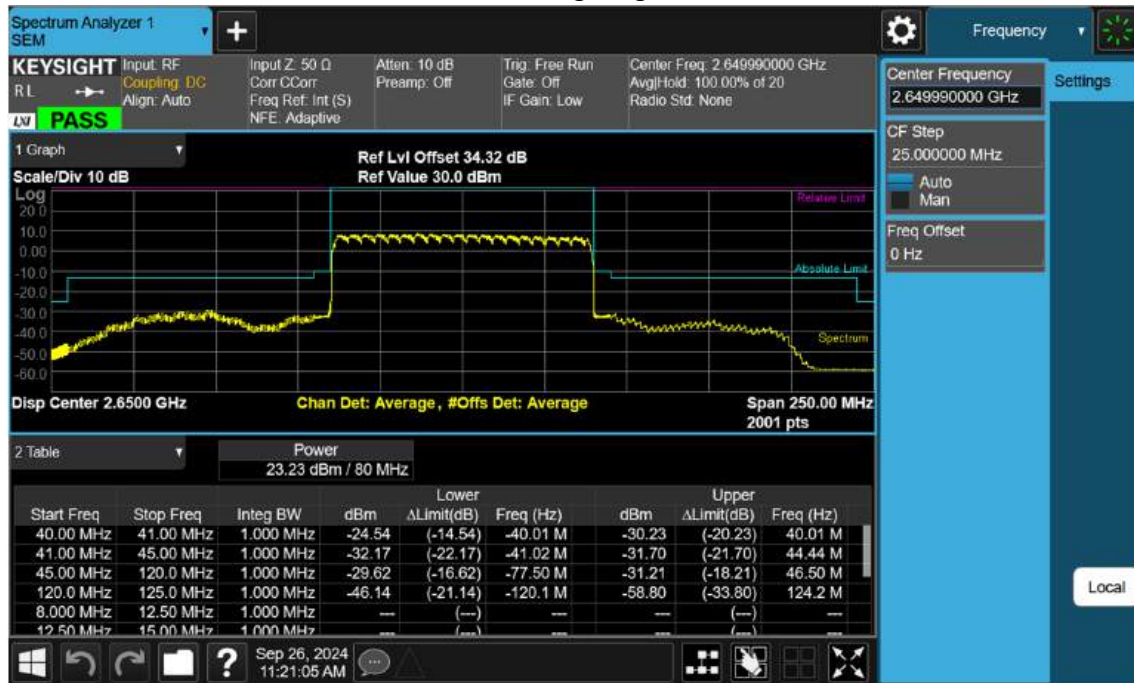 Spectrum Analyzer 1
SEM
Frequency
KEYSIGHT
RL
LXI
PASS
Input: RF
Coupling: DC
Align: Auto
Input Z: 50 Ω
Corr CCorr
Freq Ref: Int (S)
NFE: Adaptive
Atten: 10 dB
Preamp: Off
Trig: Free Run
Gate: Off
IF Gain: Low
Center Freq: 2.649990000 GHz
Avg|Hold: 100.00% of 20
Radio Std: None
Center Frequency
2.649990000 GHz
Settings
CF Step
25.000000 MHz
Auto
Man
Freq Offset
0 Hz
Local
1 Graph
Scale/Div 10 dB
Ref Lvl Offset 34.32 dB
Ref Value 30.0 dBm
Log
20.0
10.0
0.00
-10.0
-20.0
-30.0
-40.0
-50.0
-60.0
Relative Limit
Absolute Limit
Spectrum
Disp Center 2.6500 GHz
Chan Det: Average, #Offs Det: Average
Span 250.00 MHz
2001 pts
2 Table
Power
23.23 dBm / 80 MHz
Lower Upper
Start Freq Stop Freq Integ BW dBm ΔLimit(dB) Freq (Hz) dBm ΔLimit(dB) Freq (Hz)
40.00 MHz 41.00 MHz 1.000 MHz -24.54 (-14.54) -40.01 M -30.23 (-20.23) 40.01 M
41.00 MHz 45.00 MHz 1.000 MHz -32.17 (-22.17) -41.02 M -31.70 (-21.70) 44.44 M
45.00 MHz 120.0 MHz 1.000 MHz -29.62 (-16.62) -77.50 M -31.21 (-18.21) 46.50 M
120.0 MHz 125.0 MHz 1.000 MHz -46.14 (-21.14) -120.1 M -58.80 (-33.80) 124.2 M
8.000 MHz 12.50 MHz 1.000 MHz --- (---) --- --- (---) ---
12.50 MHz 15.00 MHz 1.000 MHz --- (---) --- --- (---) ---
?
Sep 26, 2024
11:21:05 AM